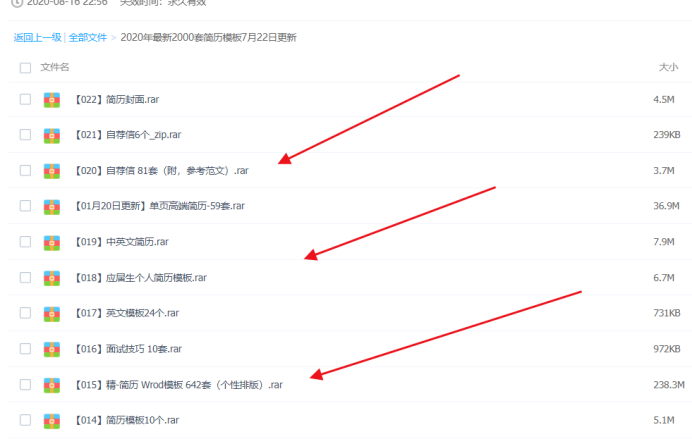 2020-08-16 22:56 失效时间：永久有效
返回上一级 | 全部文件 > 2020年最新2000套简历模板7月22日更新
文件名 大小
【022】简历封面.rar 4.5M
【021】自荐信6个_zip.rar 239KB
【020】自荐信 81套（附，参考范文）.rar 3.7M
【01月20日更新】单页高端简历-59套.rar 36.9M
【019】中英文简历.rar 7.9M
【018】应届生个人简历模板.rar 6.7M
【017】英文模板24个.rar 731KB
【016】面试技巧 10套.rar 972KB
【015】精-简历 Wrod模板 642套（个性排版）.rar 238.3M
【014】简历模板10个.rar 5.1M